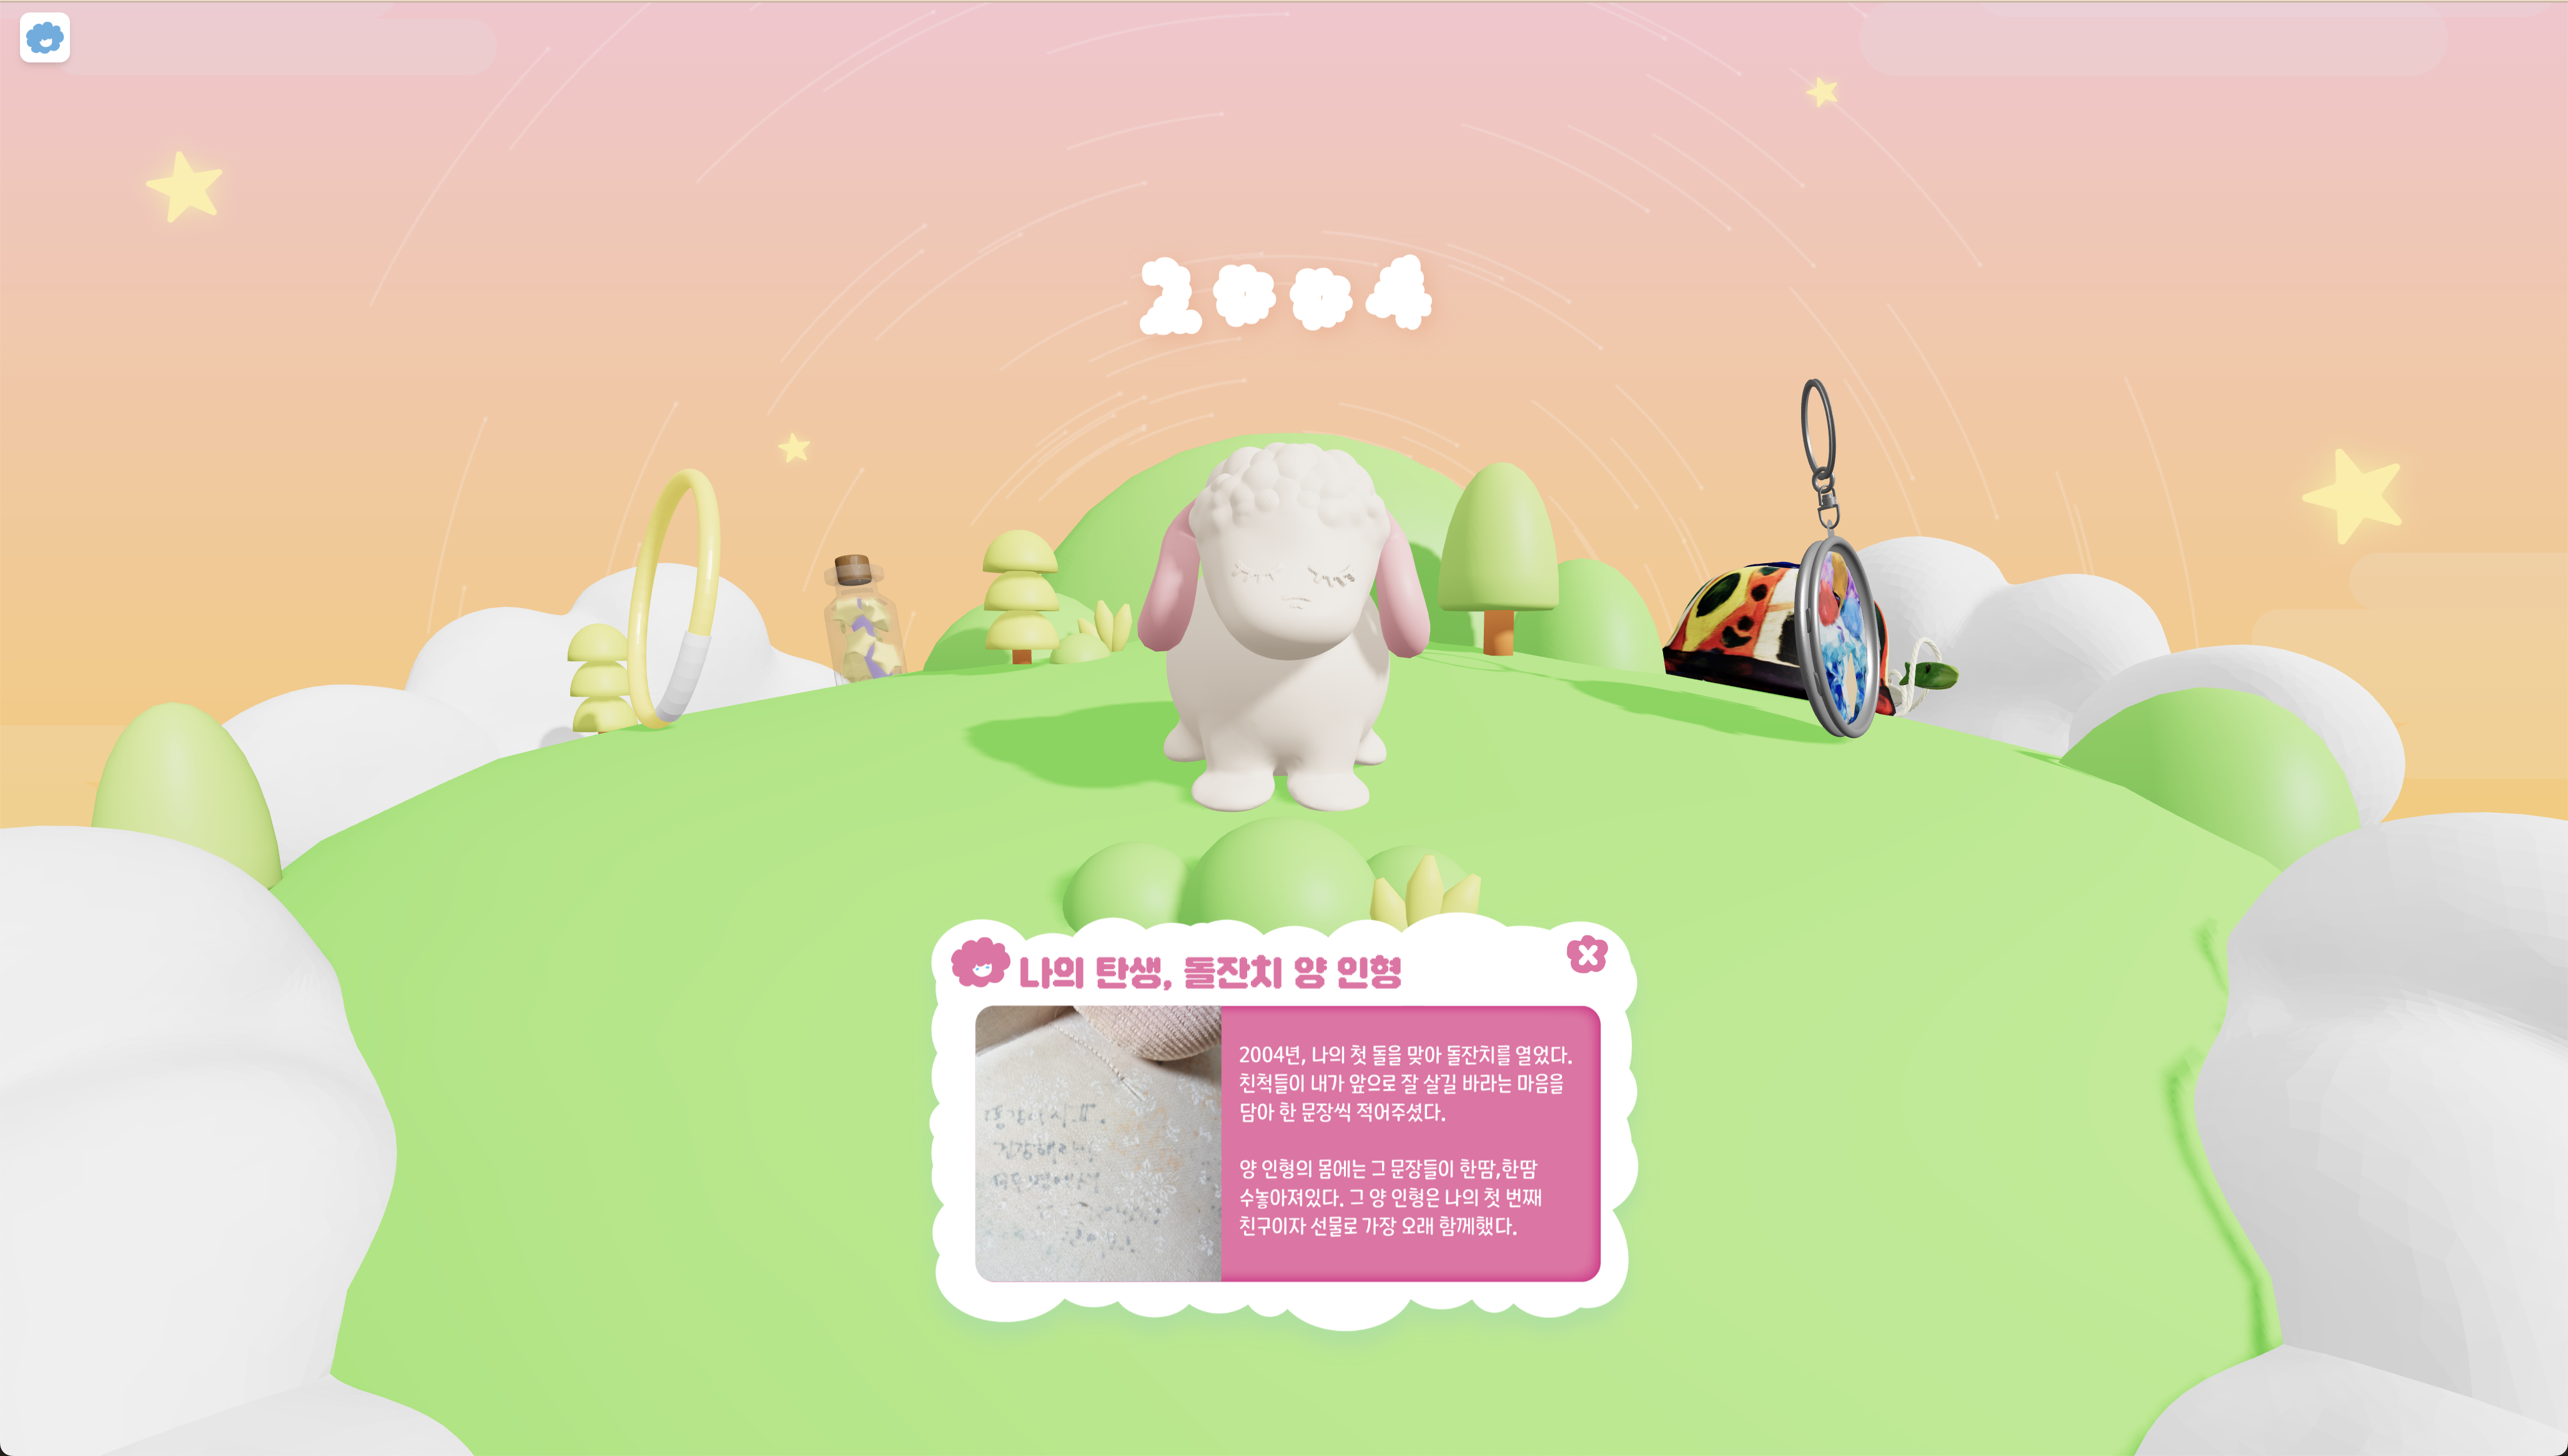 2004
나의 탄생, 돌잔치 양 인형
2004년, 나의 첫 돌을 맞아 돌잔치를 열었다.
친척들이 내가 앞으로 잘 살길 바라는 마음을
담아 한 문장씩 적어주셨다.
양 인형의 몸에는 그 문장들이 한땀,한땀
수놓아져있다. 그 양 인형은 나의 첫 번째
친구이자 선물로 가장 오래 함께했다.